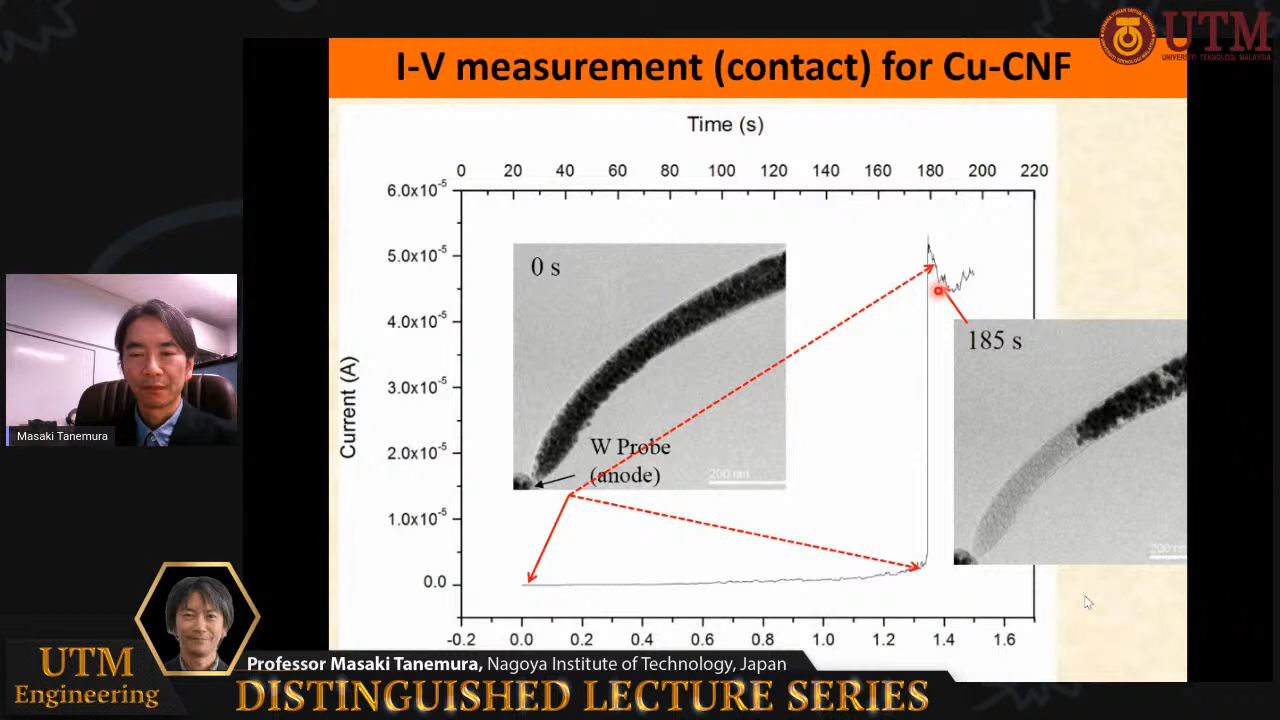 UTM
UNIVERSITI TEKNOLOGI MALAYSIA
I-V measurement (contact) for Cu-CNF
Time (s)
0 20 40 60 80 100 120 140 160 180 200 220
6.0x10⁻⁵
5.0x10⁻⁵
4.0x10⁻⁵
3.0x10⁻⁵
2.0x10⁻⁵
1.0x10⁻⁵
0.0
Current (A)
0 s
W Probe
(anode)
200 nm
185 s
200 nm
-0.2 0.0 0.2 0.4 0.6 0.8 1.0 1.2 1.4 1.6
Masaki Tanemura
UTM
Engineering
Professor Masaki Tanemura, Nagoya Institute of Technology, Japan
DISTINGUISHED LECTURE SERIES